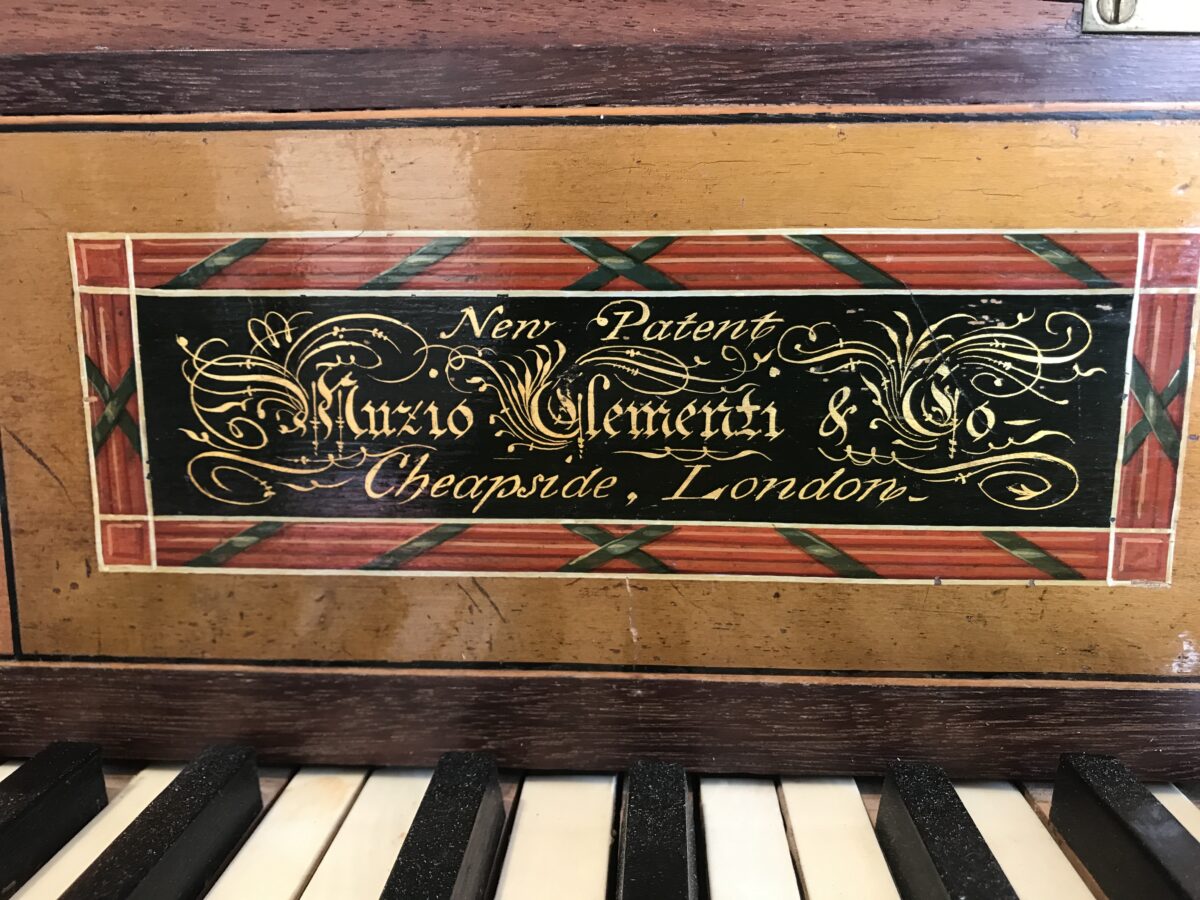 New Patent
Muzio Clementi & Co-
Cheapside, London-